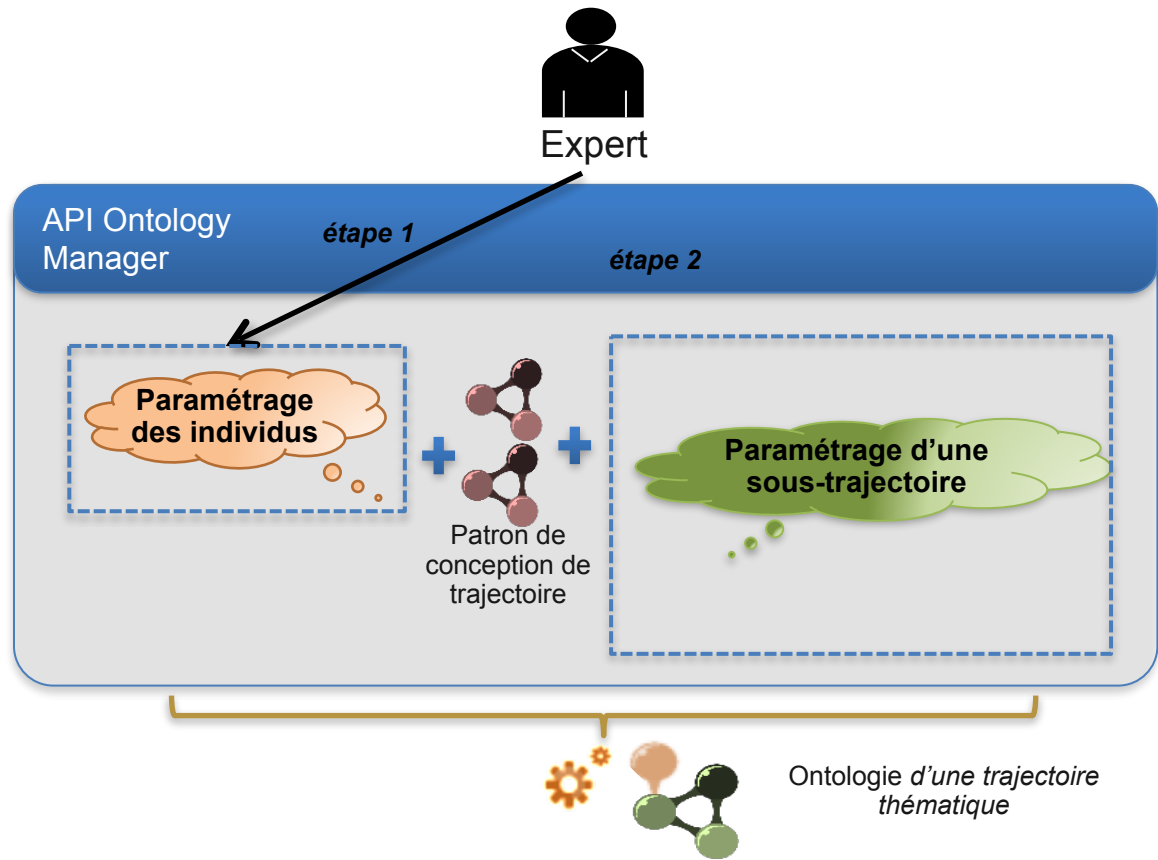 Expert
API Ontology
Manager
étape 1
étape 2
Paramétrage
des individus
Patron de
conception de
trajectoire
Paramétrage d’une
sous-trajectoire
Ontologie d’une trajectoire
thématique